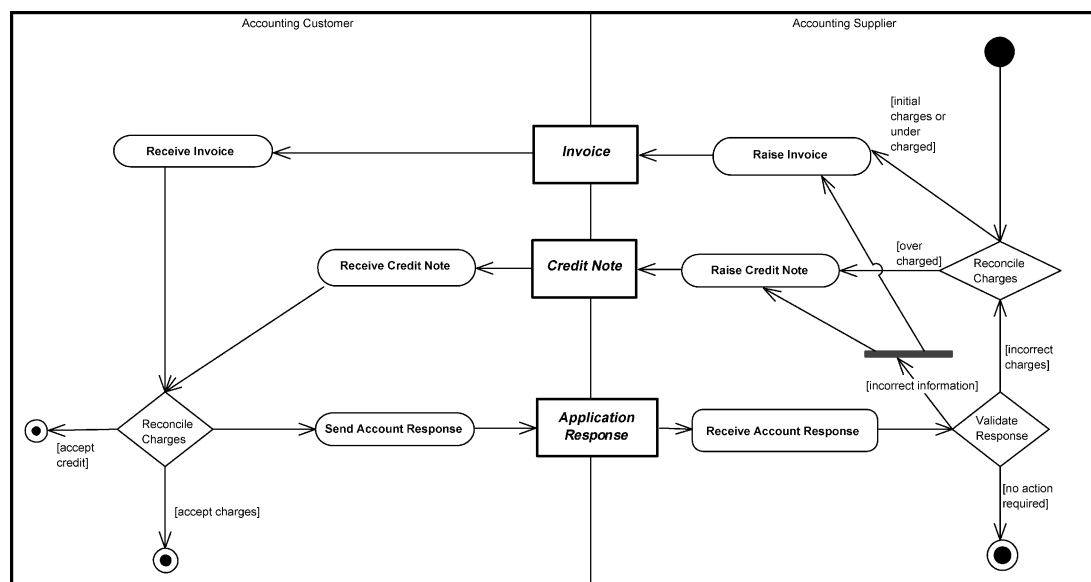 Accounting Customer
Accounting Supplier
[initial
charges or
under
charged]
Receive Invoice
Invoice
Raise Invoice
Receive Credit Note
Credit Note
Raise Credit Note
[over
charged]
Reconcile
Charges
[incorrect
charges]
[incorrect information]
Reconcile
Charges
[accept
credit]
Send Account Response
Application
Response
Receive Account Response
Validate
Response
[accept charges]
[no action
required]